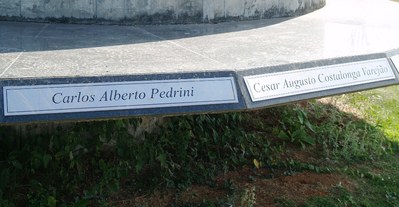 Carlos Alberto Pedrini
Cesar Augusto Costalonga Varejão